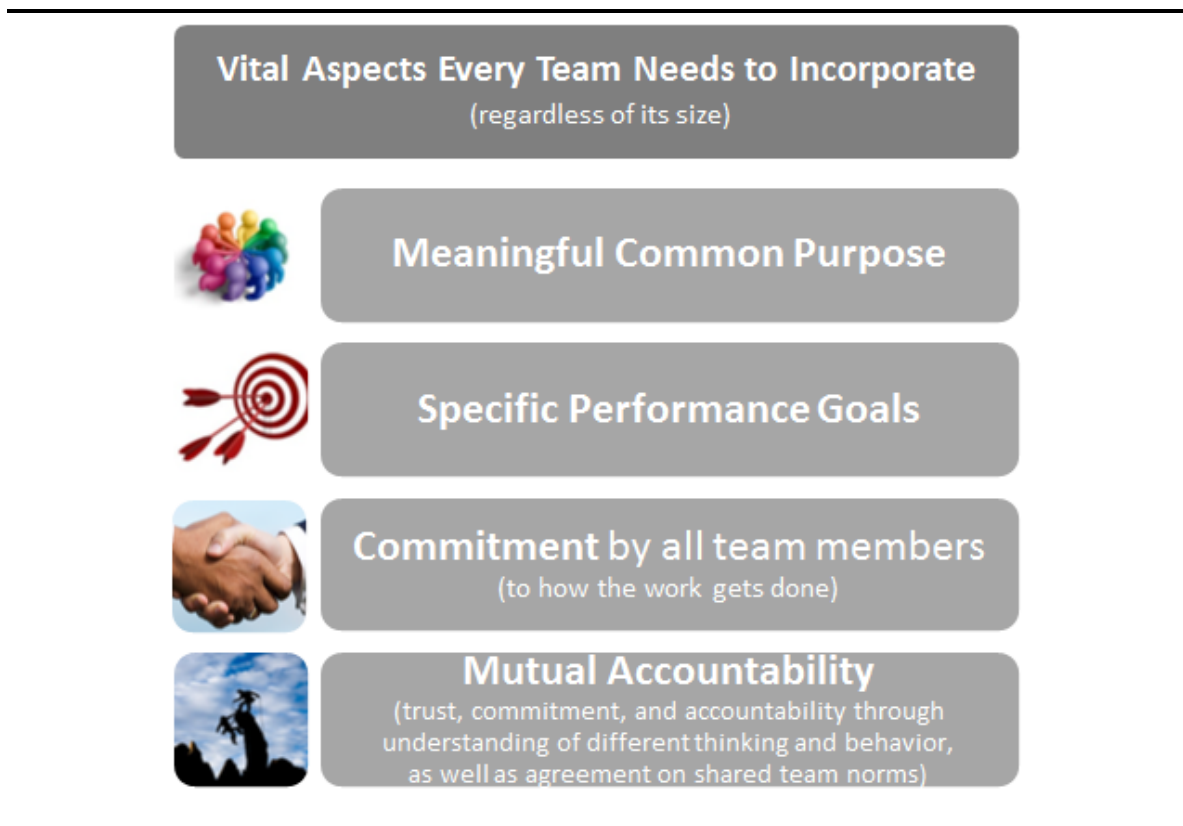 Vital Aspects Every Team Needs to Incorporate
(regardless of its size)
Meaningful Common Purpose
Specific Performance Goals
Commitment by all team members
(to how the work gets done)
Mutual Accountability
(trust, commitment, and accountability through
understanding of different thinking and behavior,
as well as agreement on shared team norms)